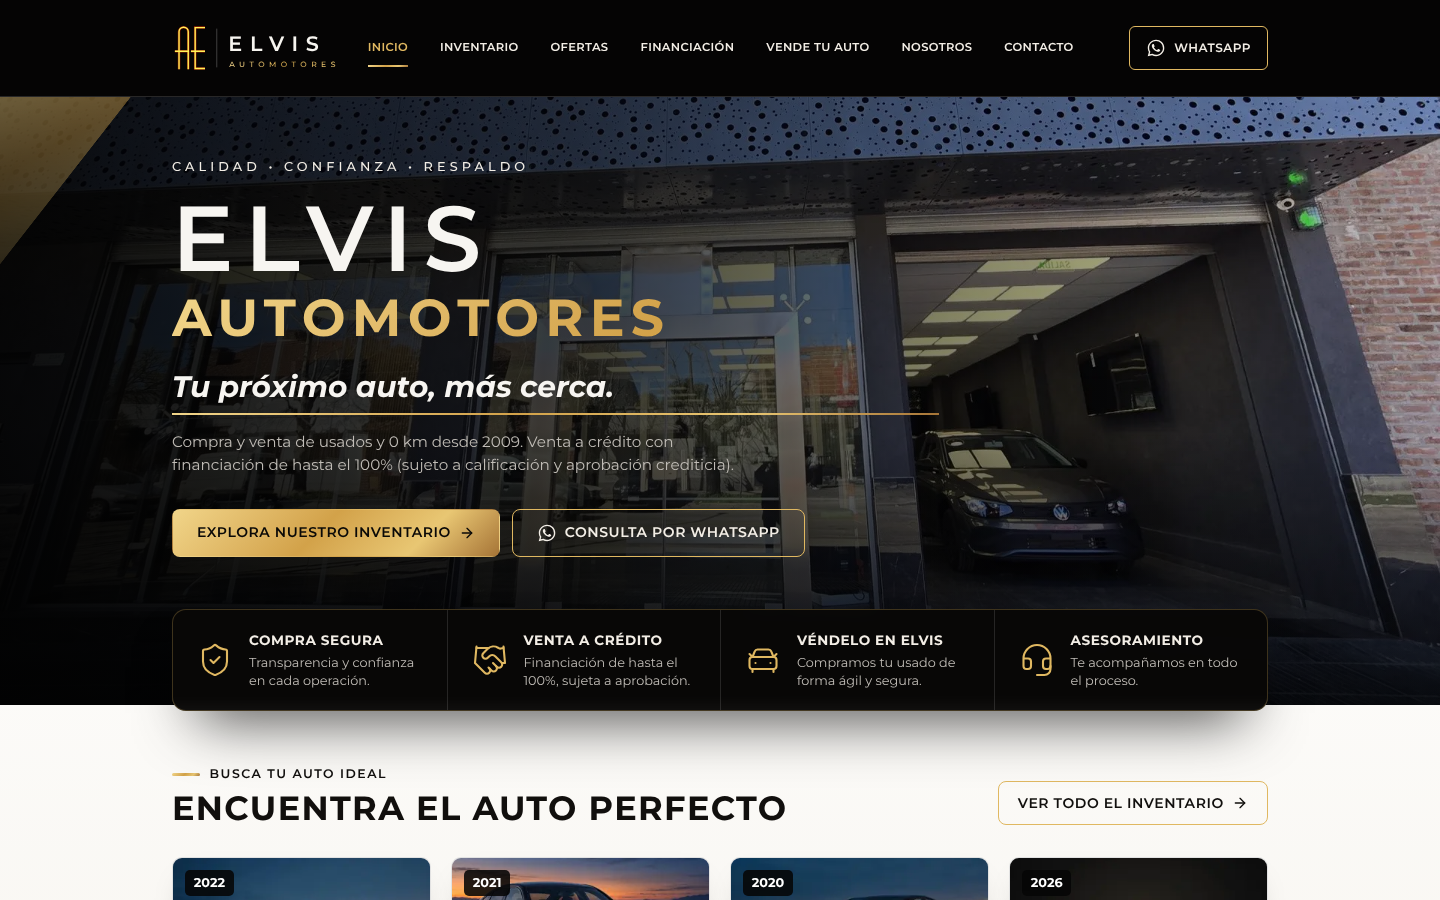 ELVIS
AUTOMOTORES
INICIO
INVENTARIO
OFERTAS
FINANCIACIÓN
VENDE TU AUTO
NOSOTROS
CONTACTO
WHATSAPP
CALIDAD • CONFIANZA • RESPALDO
ELVIS
AUTOMOTORES
Tu próximo auto, más cerca.
Compra y venta de usados y 0 km desde 2009. Venta a crédito con
financiación de hasta el 100% (sujeto a calificación y aprobación crediticia).
EXPLORA NUESTRO INVENTARIO →
CONSULTA POR WHATSAPP
COMPRA SEGURA
Transparencia y confianza
en cada operación.
VENTA A CRÉDITO
Financiación de hasta el
100%, sujeta a aprobación.
VÉNDELO EN ELVIS
Compramos tu usado de
forma ágil y segura.
ASESORAMIENTO
Te acompañamos en todo
el proceso.
BUSCA TU AUTO IDEAL
ENCUENTRA EL AUTO PERFECTO
VER TODO EL INVENTARIO →
2022
2021
2020
2026